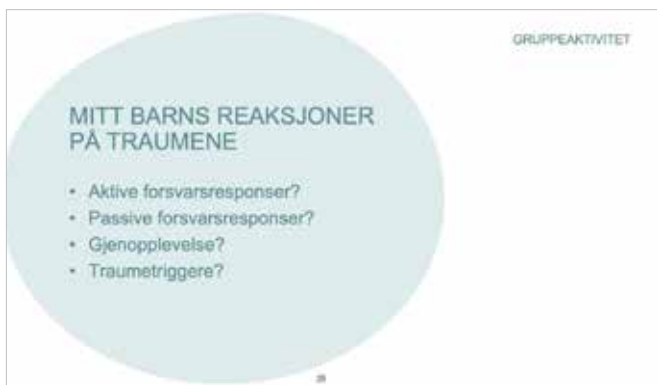 GRUPPEAKTIVITET
MITT BARNS REAKSJONER
PÅ TRAUMENE
• Aktive forsvarsresponser?
• Passive forsvarsresponser?
• Gjenopplevelse?
• Traumetriggere?